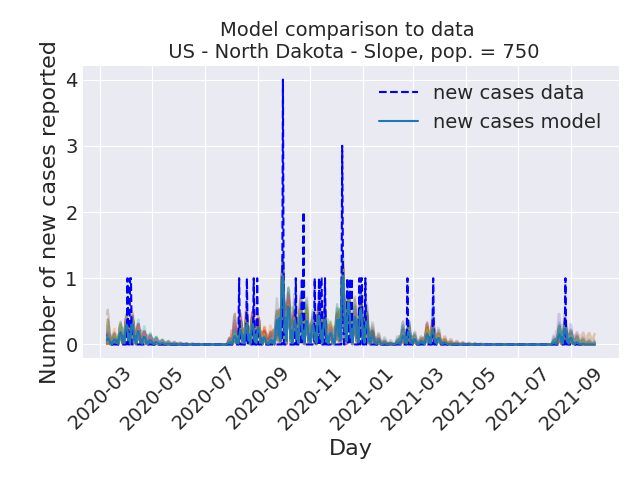 Model comparison to data
US - North Dakota - Slope, pop. = 750
Number of new cases reported
4
3
2
1
0
new cases data
new cases model
2020-03
2020-05
2020-07
2020-09
2020-11
2021-01
2021-03
2021-05
2021-07
2021-09
Day